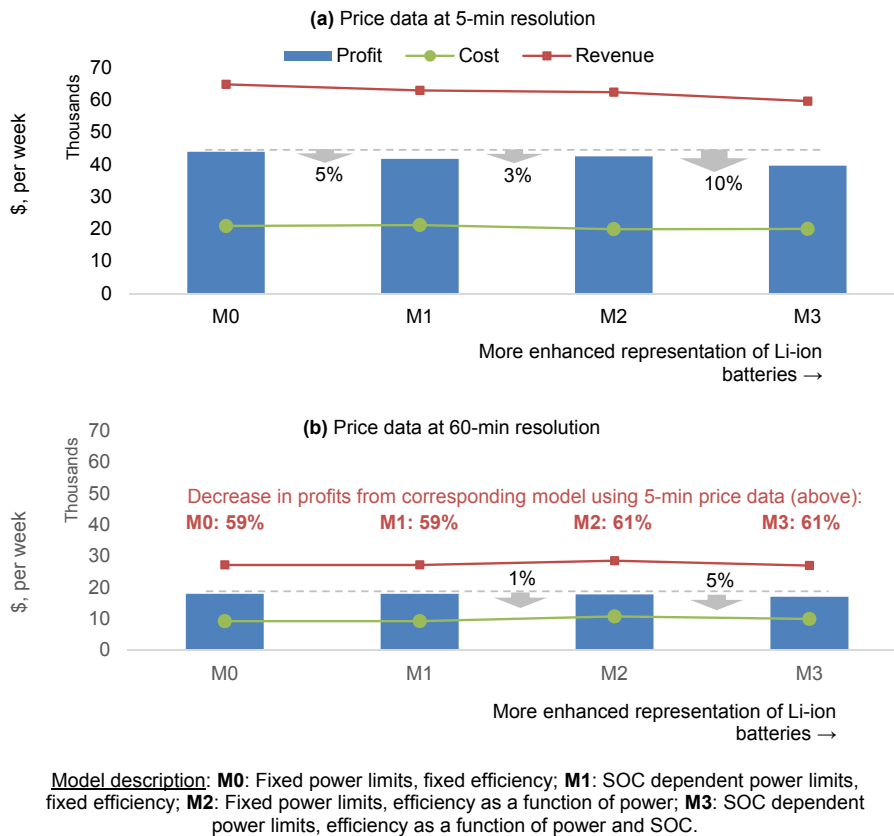 (a) Price data at 5-min resolution
Profit Cost Revenue
$, per week
Thousands
70
60
50
40
30
20
10
0
5%
3%
10%
M0 M1 M2 M3
More enhanced representation of Li-ion
batteries →
(b) Price data at 60-min resolution
$, per week
Thousands
70
60
50
40
30
20
10
0
Decrease in profits from corresponding model using 5-min price data (above):
M0: 59% M1: 59% M2: 61% M3: 61%
1%
5%
M0 M1 M2 M3
More enhanced representation of Li-ion
batteries →
Model description: M0: Fixed power limits, fixed efficiency; M1: SOC dependent power limits,
fixed efficiency; M2: Fixed power limits, efficiency as a function of power; M3: SOC dependent
power limits, efficiency as a function of power and SOC.